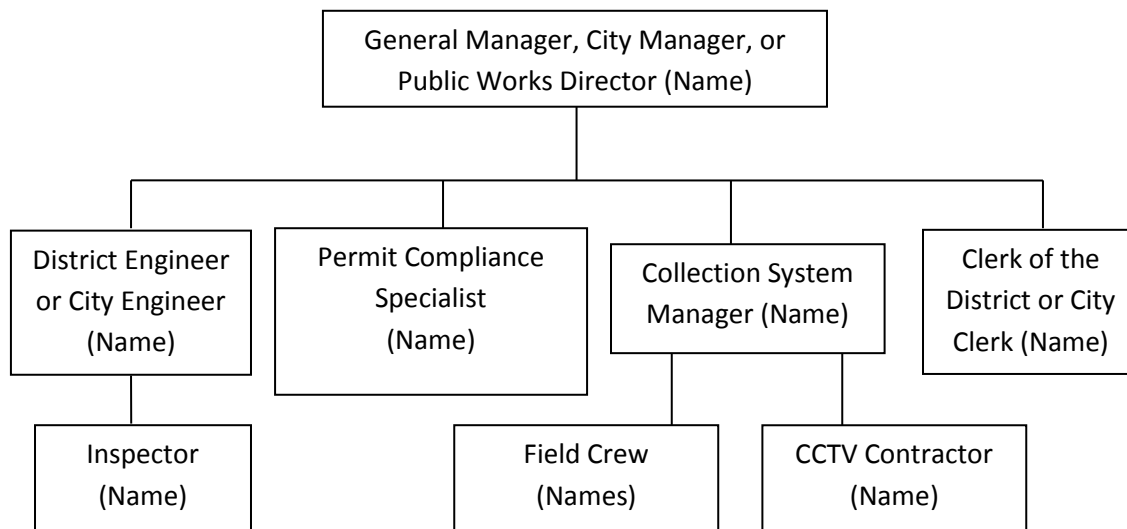 General Manager, City Manager, or
Public Works Director (Name)
District Engineer
or City Engineer
(Name)
Permit Compliance
Specialist
(Name)
Collection System
Manager (Name)
Clerk of the
District or City
Clerk (Name)
Inspector
(Name)
Field Crew
(Names)
CCTV Contractor
(Name)